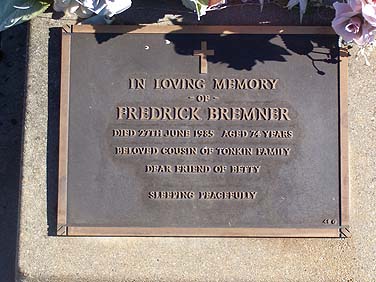 IN LOVING MEMORY
- OF -
FREDRICK BREMNER
DIED 27TH JUNE 1985 AGED 74 YEARS
BELOVED COUSIN OF TONKIN FAMILY
DEAR FRIEND OF BETTY
SLEEPING PEACEFULLY